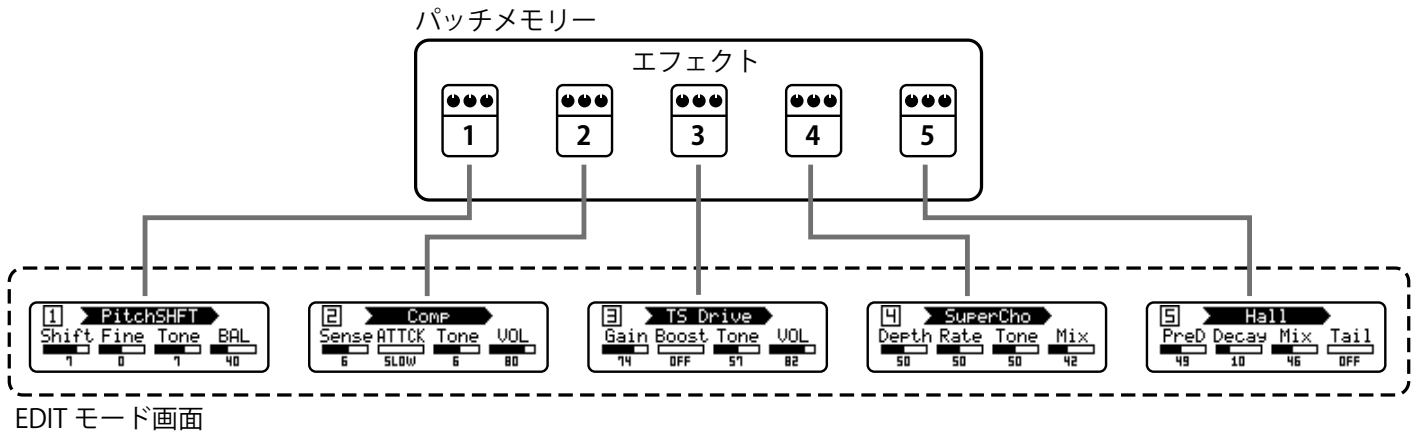 パッチメモリー
エフェクト
1 2 3 4 5
1 PitchSHFT
Shift Fine Tone BAL
7 0 7 40
2 Comp
Sense ATTCK Tone VOL
6 SLOW 6 80
3 TS Drive
Gain Boost Tone VOL
74 OFF 57 82
4 SuperCho
Depth Rate Tone Mix
50 50 50 42
5 Hall
PreD Decay Mix Tail
49 10 46 OFF
EDIT モード画面